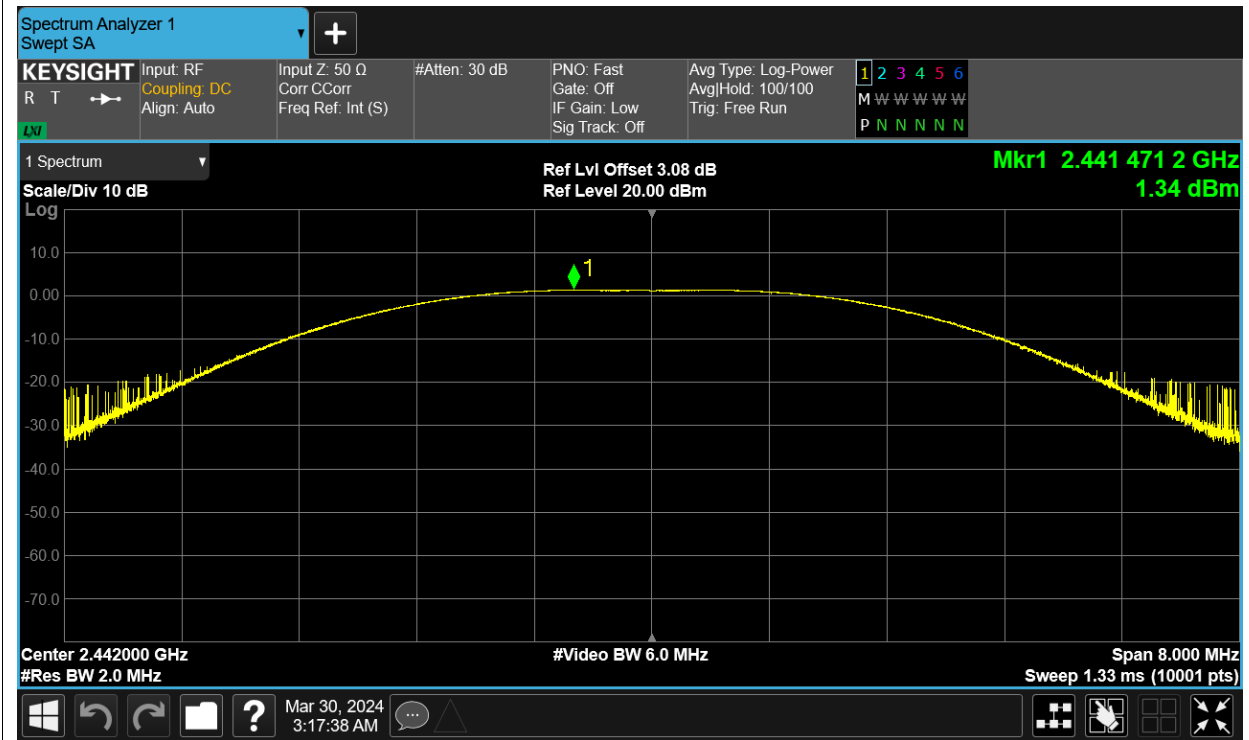 Spectrum Analyzer 1
Swept SA
KEYSIGHT
R T
LXI
Input: RF
Coupling: DC
Align: Auto
Input Z: 50 Ω
Corr CCorr
Freq Ref: Int (S)
#Atten: 30 dB
PNO: Fast
Gate: Off
IF Gain: Low
Sig Track: Off
Avg Type: Log-Power
Avg|Hold: 100/100
Trig: Free Run
1 2 3 4 5 6
M W W W W W
P N N N N N
1 Spectrum
Scale/Div 10 dB
Ref Lvl Offset 3.08 dB
Ref Level 20.00 dBm
Mkr1 2.441 471 2 GHz
1.34 dBm
Log
10.0
0.00
-10.0
-20.0
-30.0
-40.0
-50.0
-60.0
-70.0
1
Center 2.442000 GHz
#Res BW 2.0 MHz
#Video BW 6.0 MHz
Span 8.000 MHz
Sweep 1.33 ms (10001 pts)
?
Mar 30, 2024
3:17:38 AM